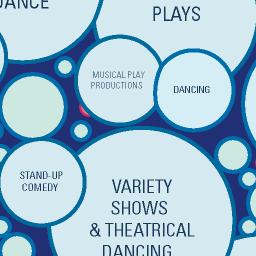 PLAYS
MUSICAL PLAY
PRODUCTIONS
DANCING
STAND-UP
COMEDY
VARIETY
SHOWS
& THEATRICAL
DANCING